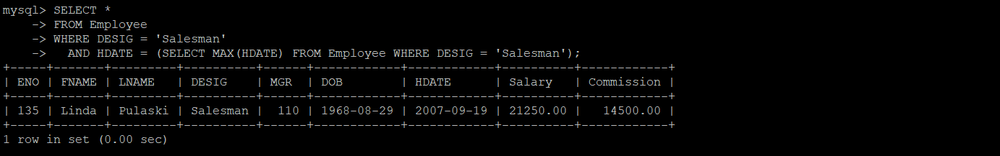 mysql> SELECT *
    -> FROM Employee
    -> WHERE DESIG = 'Salesman'
    ->   AND HDATE = (SELECT MAX(HDATE) FROM Employee WHERE DESIG = 'Salesman');
+-----+-------+---------+----------+------+------------+------------+----------+------------+
| ENO | FNAME | LNAME   | DESIG    | MGR  | DOB        | HDATE      | Salary   | Commission |
+-----+-------+---------+----------+------+------------+------------+----------+------------+
| 135 | Linda | Pulaski | Salesman |  110 | 1968-08-29 | 2007-09-19 | 21250.00 |   14500.00 |
+-----+-------+---------+----------+------+------------+------------+----------+------------+
1 row in set (0.00 sec)